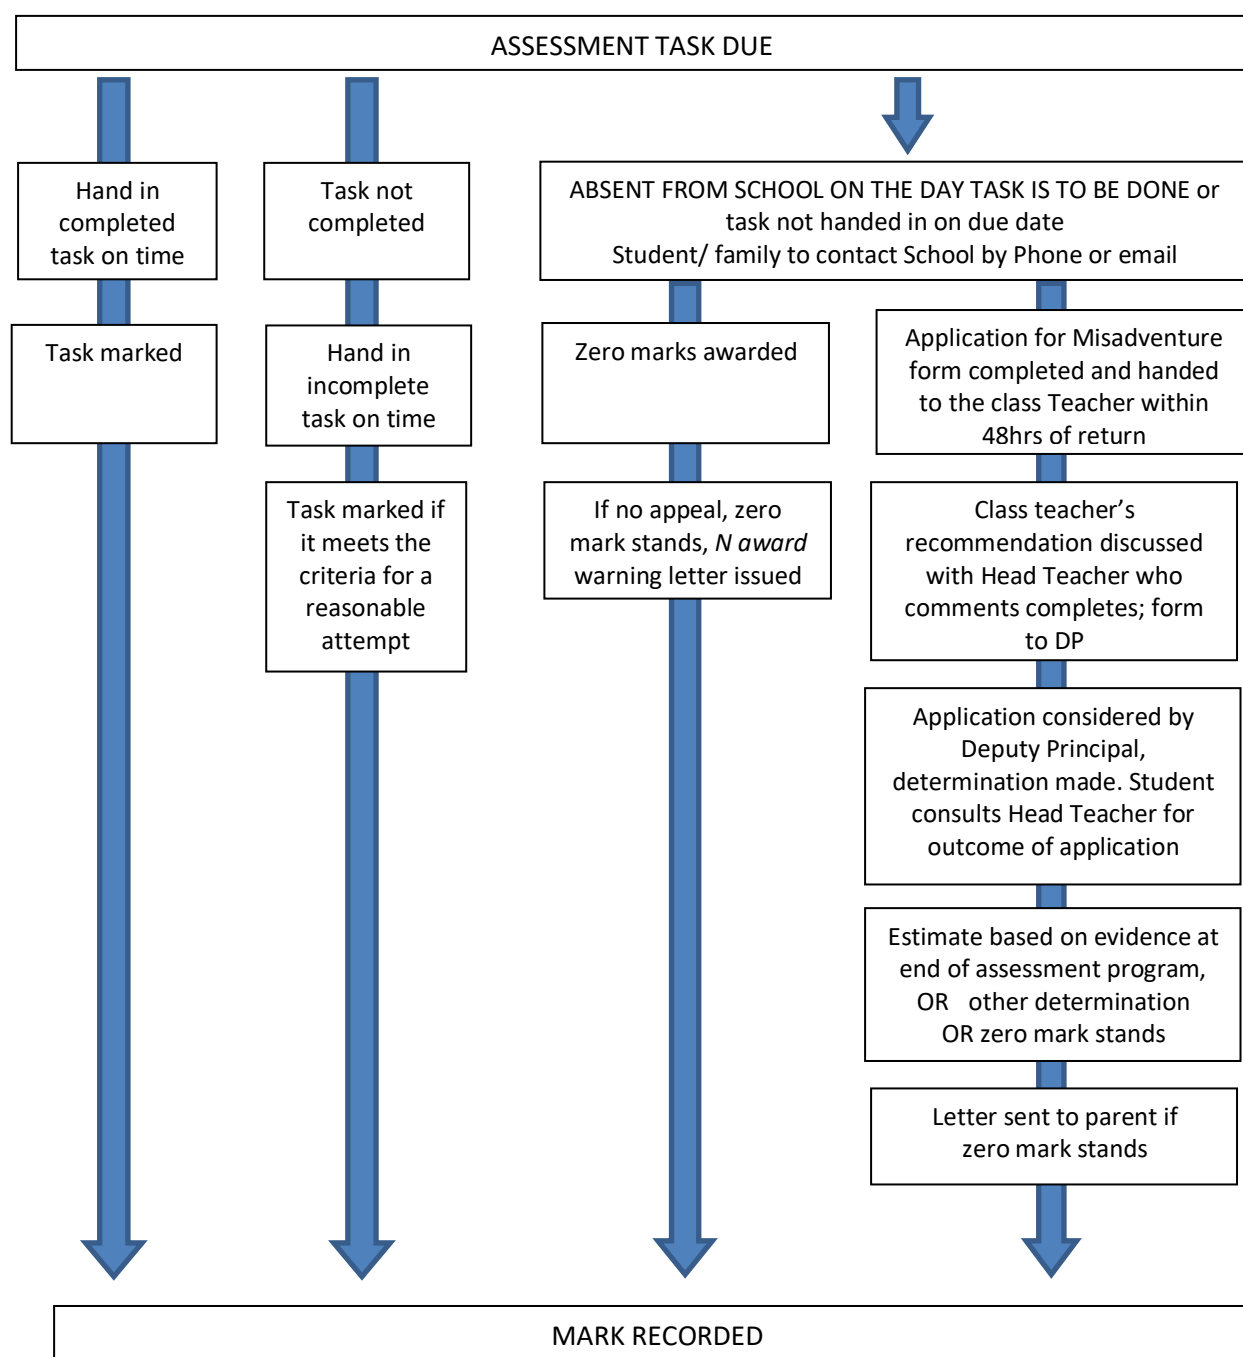 ASSESSMENT TASK DUE
Hand in
completed
task on time
Task not
completed
ABSENT FROM SCHOOL ON THE DAY TASK IS TO BE DONE or
task not handed in on due date
Student/ family to contact School by Phone or email
Task marked
Hand in
incomplete
task on time
Zero marks awarded
Application for Misadventure
form completed and handed
to the class Teacher within
48hrs of return
Task marked if
it meets the
criteria for a
reasonable
attempt
If no appeal, zero
mark stands, N award
warning letter issued
Class teacher’s
recommendation discussed
with Head Teacher who
comments completes; form
to DP
Application considered by
Deputy Principal,
determination made. Student
consults Head Teacher for
outcome of application
Estimate based on evidence at
end of assessment program,
OR other determination
OR zero mark stands
Letter sent to parent if
zero mark stands
MARK RECORDED